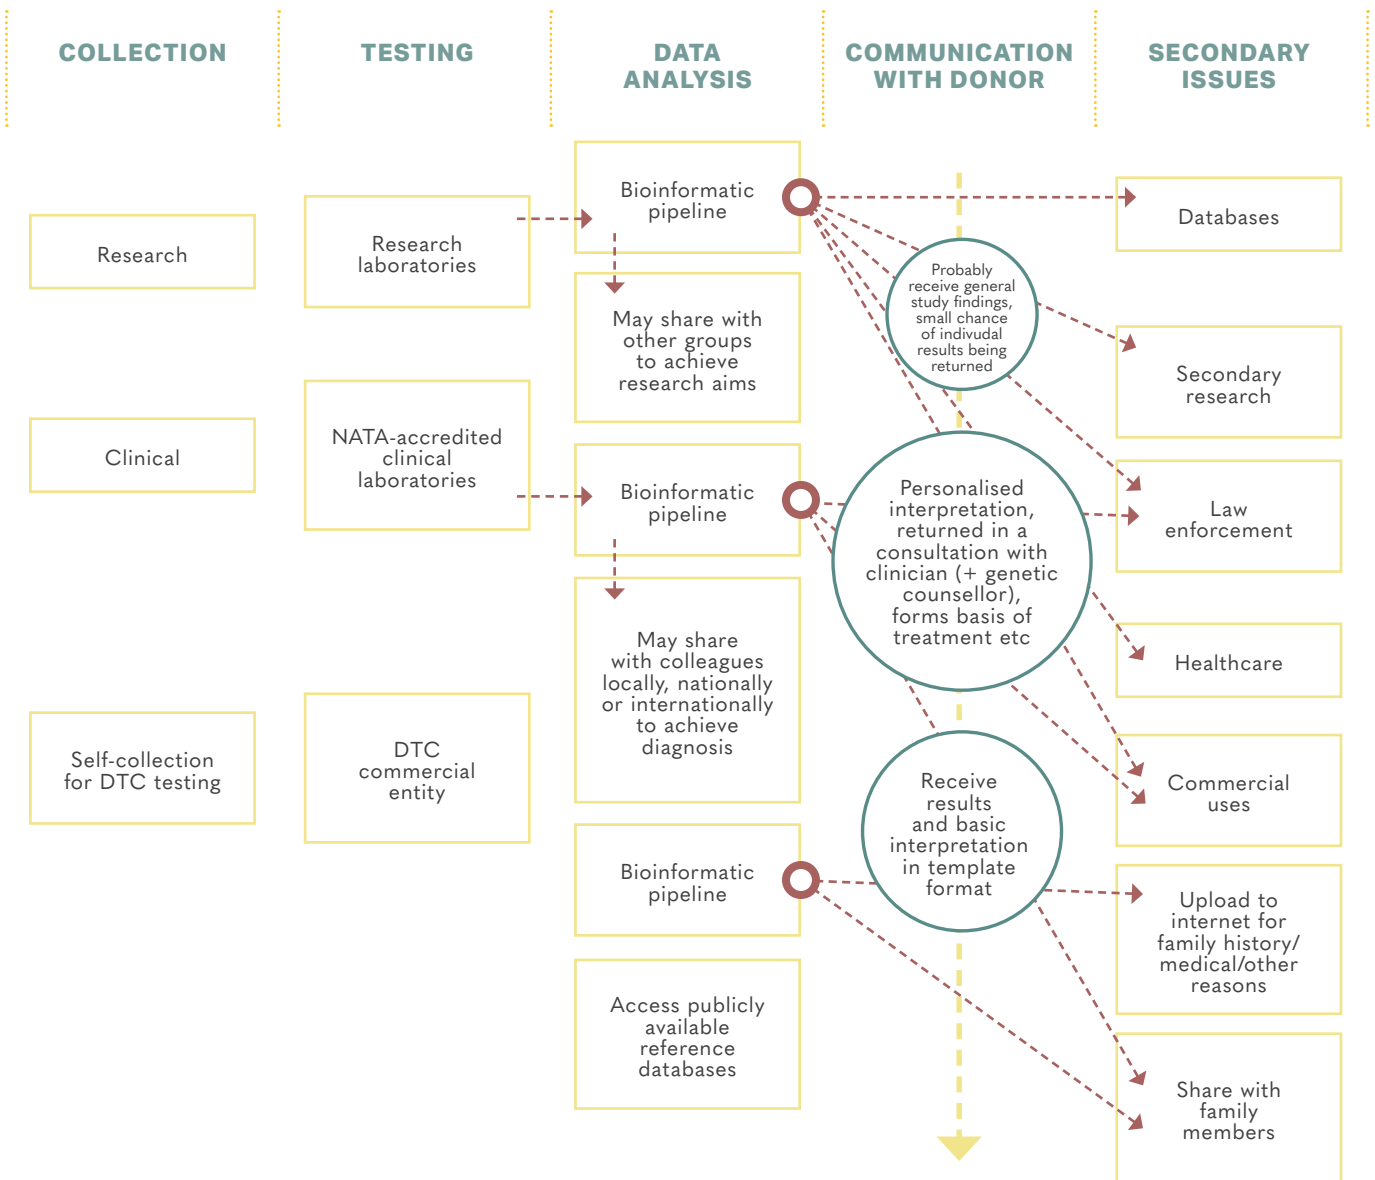 COLLECTION
TESTING
DATA
ANALYSIS
COMMUNICATION
WITH DONOR
SECONDARY
ISSUES
Research
Clinical
Self-collection
for DTC testing
Research
laboratories
NATA-accredited
clinical
laboratories
DTC
commercial
entity
Bioinformatic
pipeline
May share with
other groups
to achieve
research aims
Bioinformatic
pipeline
May share
with colleagues
locally, nationally
or internationally
to achieve
diagnosis
Bioinformatic
pipeline
Access publicly
available
reference
databases
Probably
receive general
study findings,
small chance
of indivudal
results being
returned
Personalised
interpretation,
returned in a
consultation with
clinician (+ genetic
counsellor),
forms basis of
treatment etc
Receive
results
and basic
interpretation
in template
format
Databases
Secondary
research
Law
enforcement
Healthcare
Commercial
uses
Upload to
internet for
family history/
medical/other
reasons
Share with
family
members